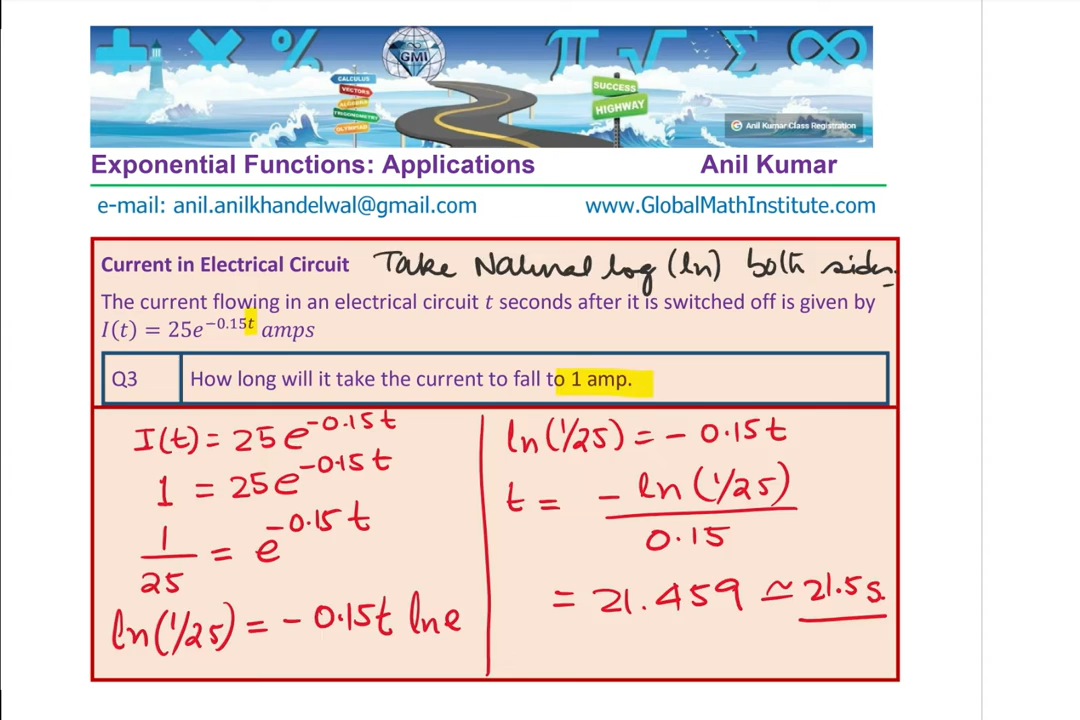 GMI
CALCULUS
VECTORS
ALGEBRA
TRIGONOMETRY
OLYMPIAD
SUCCESS
HIGHWAY
Anil Kumar Class Registration
Exponential Functions: Applications Anil Kumar
e-mail: anil.anilkhandelwal@gmail.com www.GlobalMathInstitute.com
Current in Electrical Circuit Take Natural log (ln) both sides.
The current flowing in an electrical circuit t seconds after it is switched off is given by
I(t) = 25e^{-0.15t} amps
Q3 How long will it take the current to fall to 1 amp.
I(t) = 25e^{-0.15t}
1 = 25e^{-0.15t}
1/25 = e^{-0.15t}
ln(1/25) = -0.15t lne
ln(1/25) = -0.15t
t = -ln(1/25)/0.15
= 21.459 ≃ 21.5s.